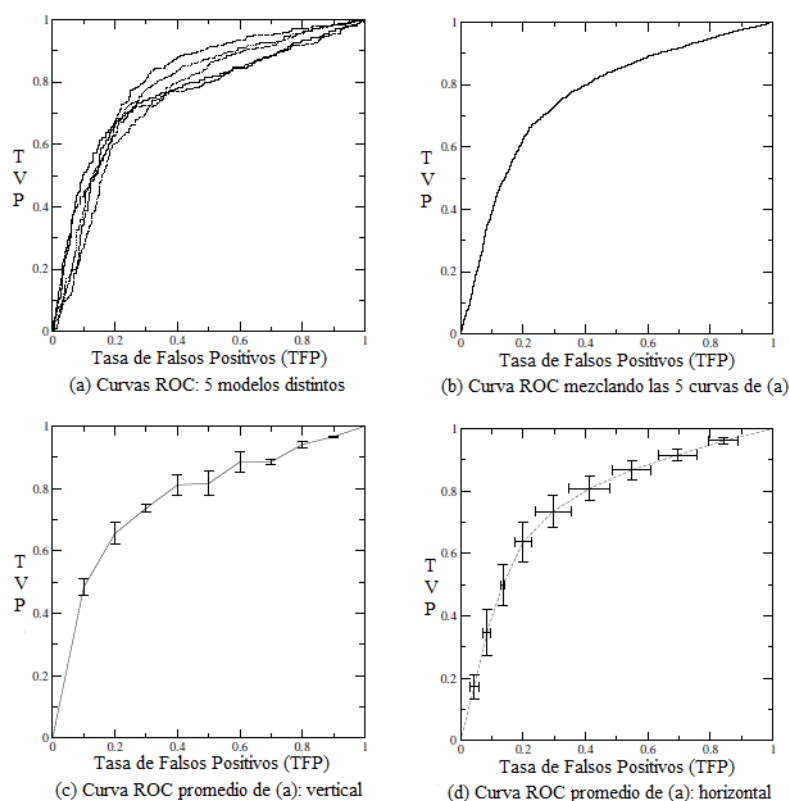 1
0.8
0.6
T
V
P
0.4
0.2
0
0
0.2
0.4
0.6
0.8
1
Tasa de Falsos Positivos (TFP)
(a) Curvas ROC: 5 modelos distintos
1
0.8
0.6
T
V
P
0.4
0.2
0
0
0.2
0.4
0.6
0.8
1
Tasa de Falsos Positivos (TFP)
(b) Curva ROC mezclando las 5 curvas de (a)
1
0.8
0.6
T
V
P
0.4
0.2
0
0
0.2
0.4
0.6
0.8
1
Tasa de Falsos Positivos (TFP)
(c) Curva ROC promedio de (a): vertical
1
0.8
0.6
T
V
P
0.4
0.2
0
0
0.2
0.4
0.6
0.8
1
Tasa de Falsos Positivos (TFP)
(d) Curva ROC promedio de (a): horizontal